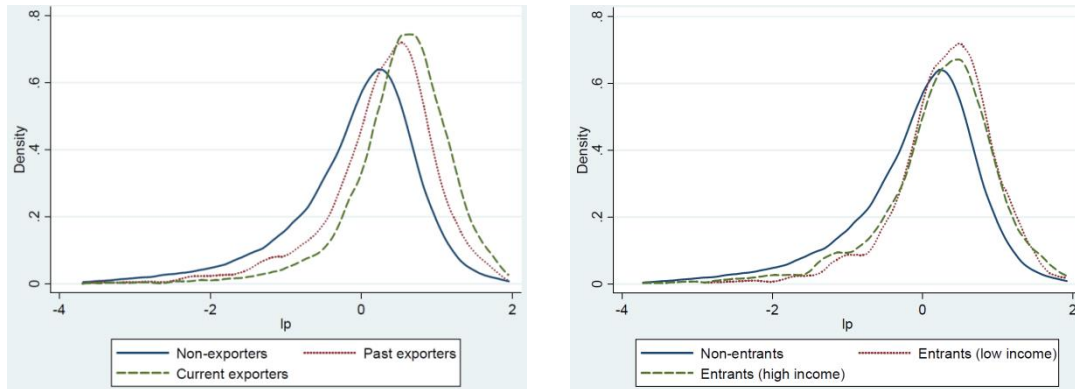 .8
.6
.4
.2
0
Density
-4 -2 0 2
lp
Non-exporters Past exporters
Current exporters
.8
.6
.4
.2
0
Density
-4 -2 0 2
lp
Non-entrants Entrants (low income)
Entrants (high income)